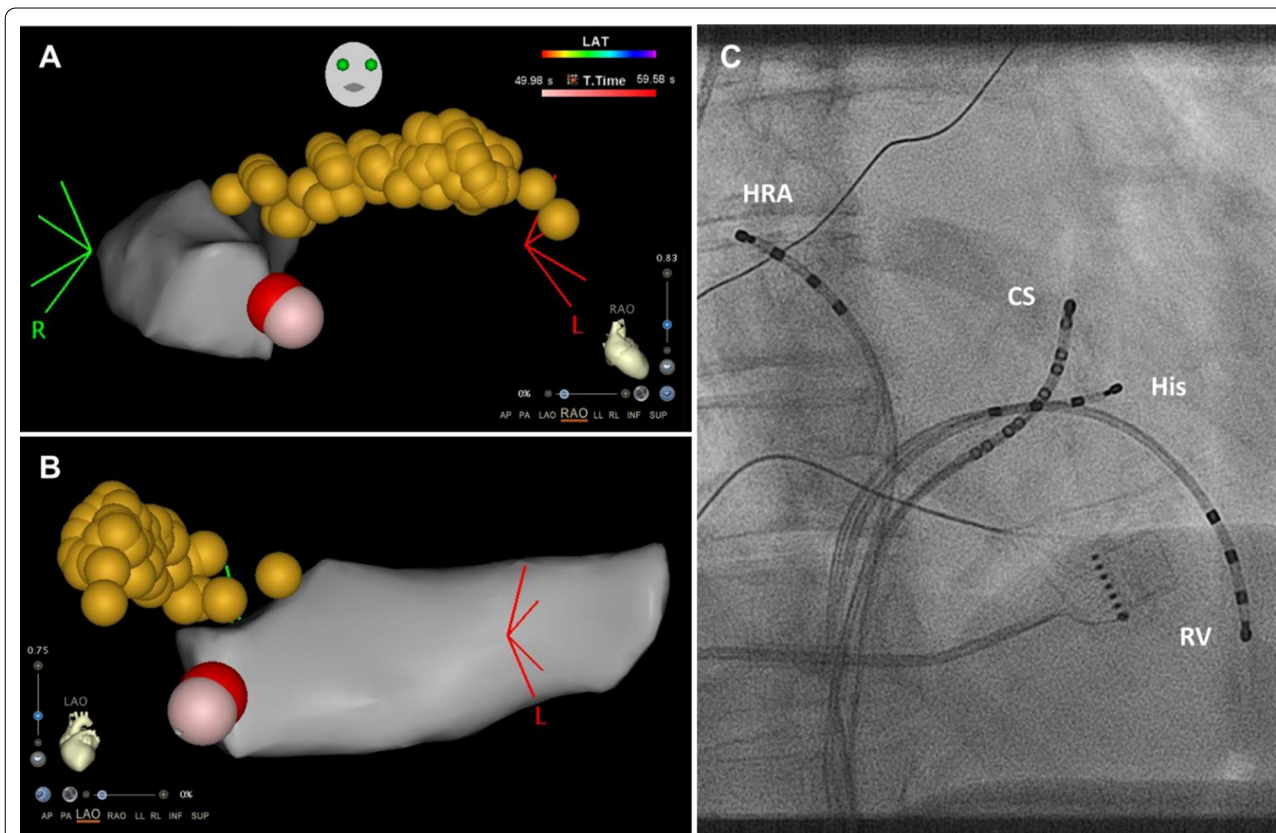 A
LAT
49.98 s T.Time 59.58 s
R
L
0.83
RAO
0%
AP PA LAO RAO LL RL INF SUP
B
0.75
LAO
L
0%
AP PA LAO RAO LL RL INF SUP
C
HRA
CS
His
RV